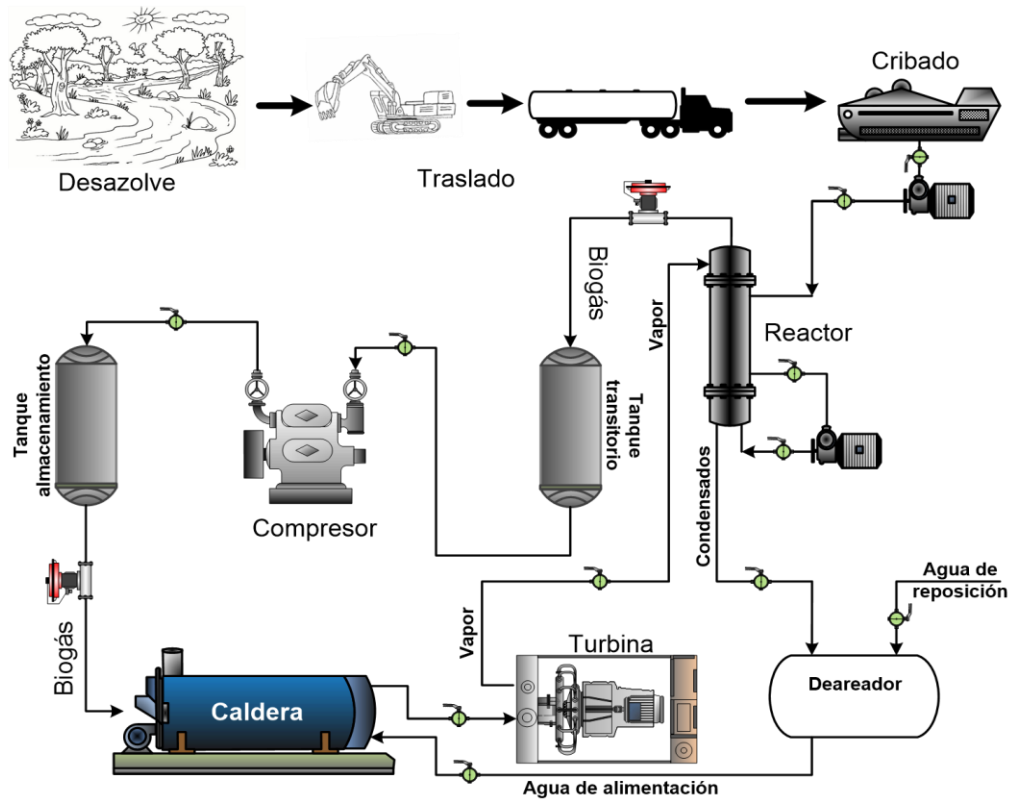 Cribado
Desazolve
Traslado
Biogás
Vapor
Reactor
Tanque
almacenamiento
Tanque
transitorio
Compresor
Condensados
Agua de
reposición
Biogás
Vapor
Turbina
Deareador
Caldera
Agua de alimentación